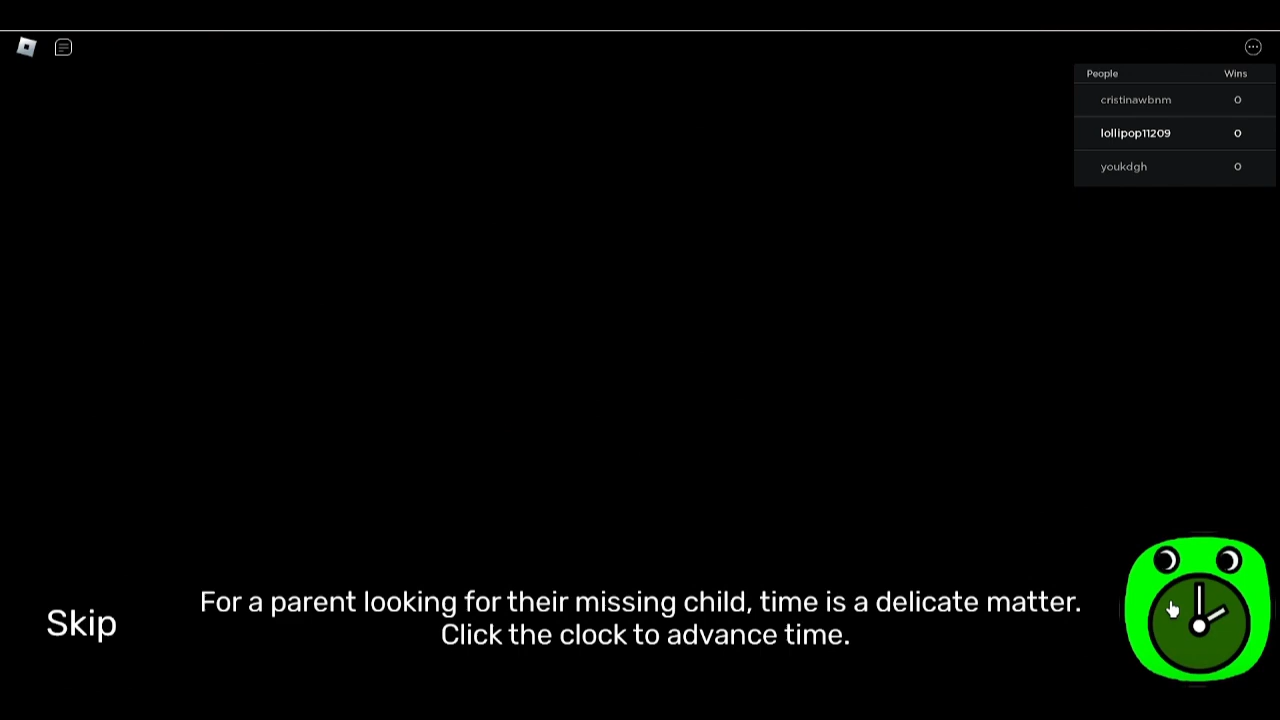 People Wins
cristinawbnm 0
lollipop11209 0
youkdgh 0
For a parent looking for their missing child, time is a delicate matter.
Click the clock to advance time.
Skip